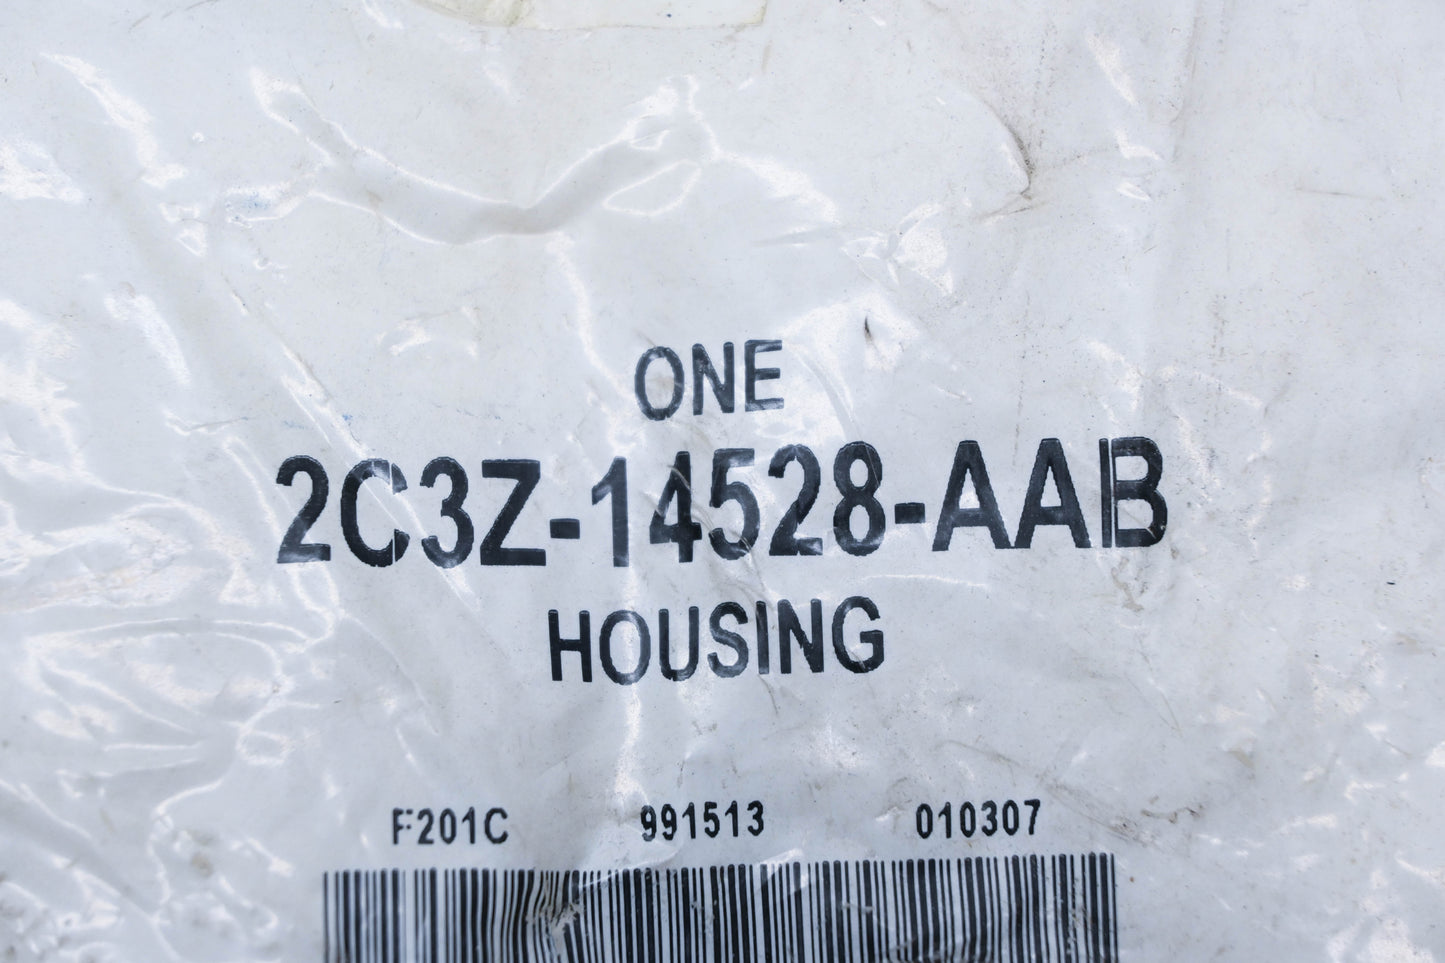 ONE
2C3Z-14528-AAB
HOUSING
F201C 991513 010307